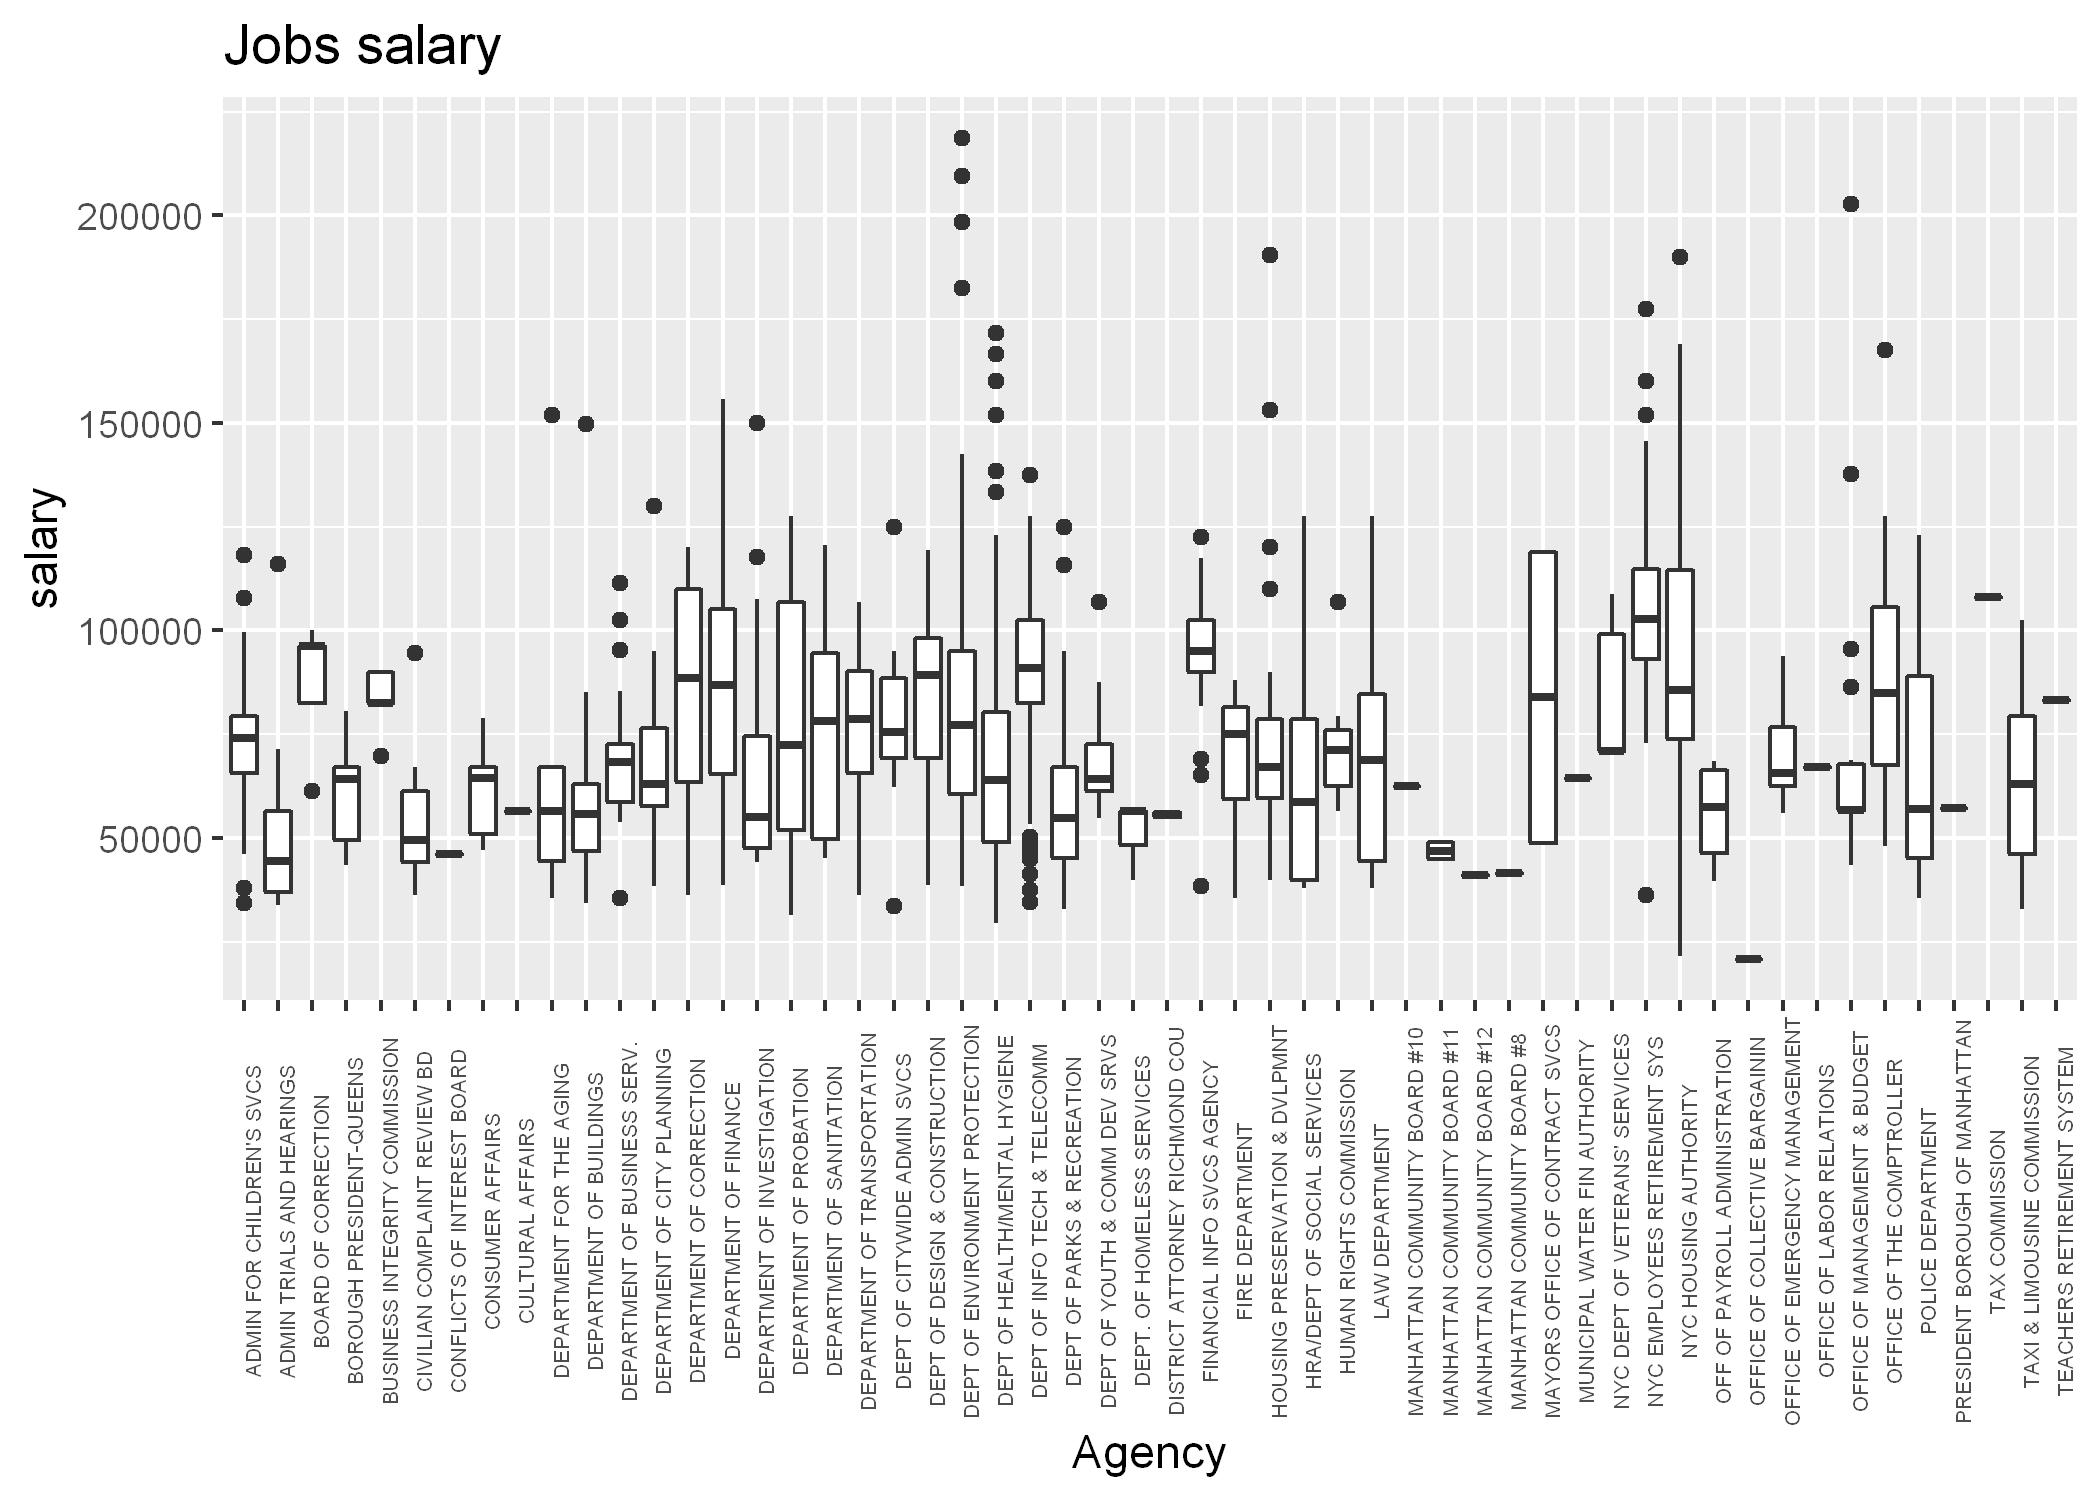 Jobs salary
salary
200000
150000
100000
50000
ADMIN FOR CHILDREN'S SVCS
ADMIN TRIALS AND HEARINGS
BOARD OF CORRECTION
BOROUGH PRESIDENT-QUEENS
BUSINESS INTEGRITY COMMISSION
CIVILIAN COMPLAINT REVIEW BD
CONFLICTS OF INTEREST BOARD
CONSUMER AFFAIRS
CULTURAL AFFAIRS
DEPARTMENT FOR THE AGING
DEPARTMENT OF BUILDINGS
DEPARTMENT OF BUSINESS SERV.
DEPARTMENT OF CITY PLANNING
DEPARTMENT OF CORRECTION
DEPARTMENT OF FINANCE
DEPARTMENT OF INVESTIGATION
DEPARTMENT OF PROBATION
DEPARTMENT OF SANITATION
DEPARTMENT OF TRANSPORTATION
DEPT OF CITYWIDE ADMIN SVCS
DEPT OF DESIGN & CONSTRUCTION
DEPT OF ENVIRONMENT PROTECTION
DEPT OF HEALTH/MENTAL HYGIENE
DEPT OF INFO TECH & TELECOMM
DEPT OF PARKS & RECREATION
DEPT OF YOUTH & COMM DEV SRVS
DEPT. OF HOMELESS SERVICES
DISTRICT ATTORNEY RICHMOND COU
FINANCIAL INFO SVCS AGENCY
FIRE DEPARTMENT
HOUSING PRESERVATION & DVLPMNT
HRA/DEPT OF SOCIAL SERVICES
HUMAN RIGHTS COMMISSION
LAW DEPARTMENT
MANHATTAN COMMUNITY BOARD #10
MANHATTAN COMMUNITY BOARD #11
MANHATTAN COMMUNITY BOARD #12
MANHATTAN COMMUNITY BOARD #8
MAYORS OFFICE OF CONTRACT SVCS
MUNICIPAL WATER FIN AUTHORITY
NYC DEPT OF VETERANS' SERVICES
NYC EMPLOYEES RETIREMENT SYS
NYC HOUSING AUTHORITY
OFF OF PAYROLL ADMINISTRATION
OFFICE OF COLLECTIVE BARGAININ
OFFICE OF EMERGENCY MANAGEMENT
OFFICE OF LABOR RELATIONS
OFFICE OF MANAGEMENT & BUDGET
OFFICE OF THE COMPTROLLER
POLICE DEPARTMENT
PRESIDENT BOROUGH OF MANHATTAN
TAX COMMISSION
TAXI & LIMOUSINE COMMISSION
TEACHERS RETIREMENT SYSTEM
Agency